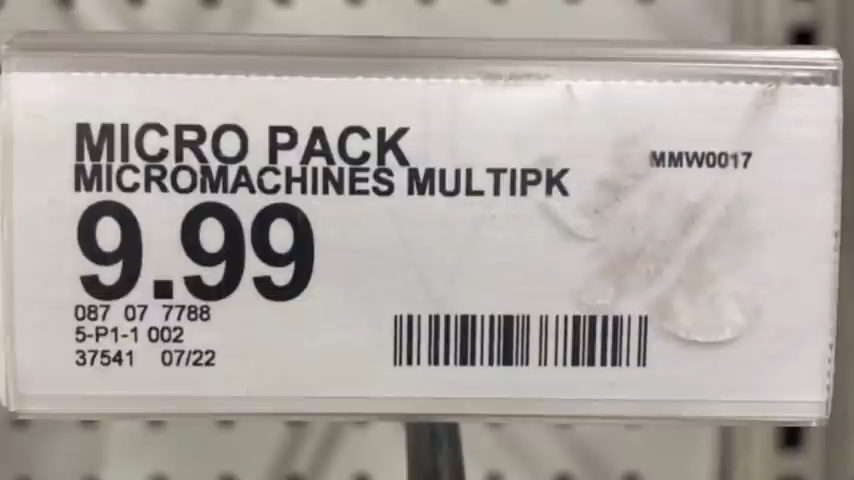 MICRO PACK
MICROMACHINES MULTIPK
MMW0017
9.99
087 07 7788
5-P1-1 002
37541 07/22